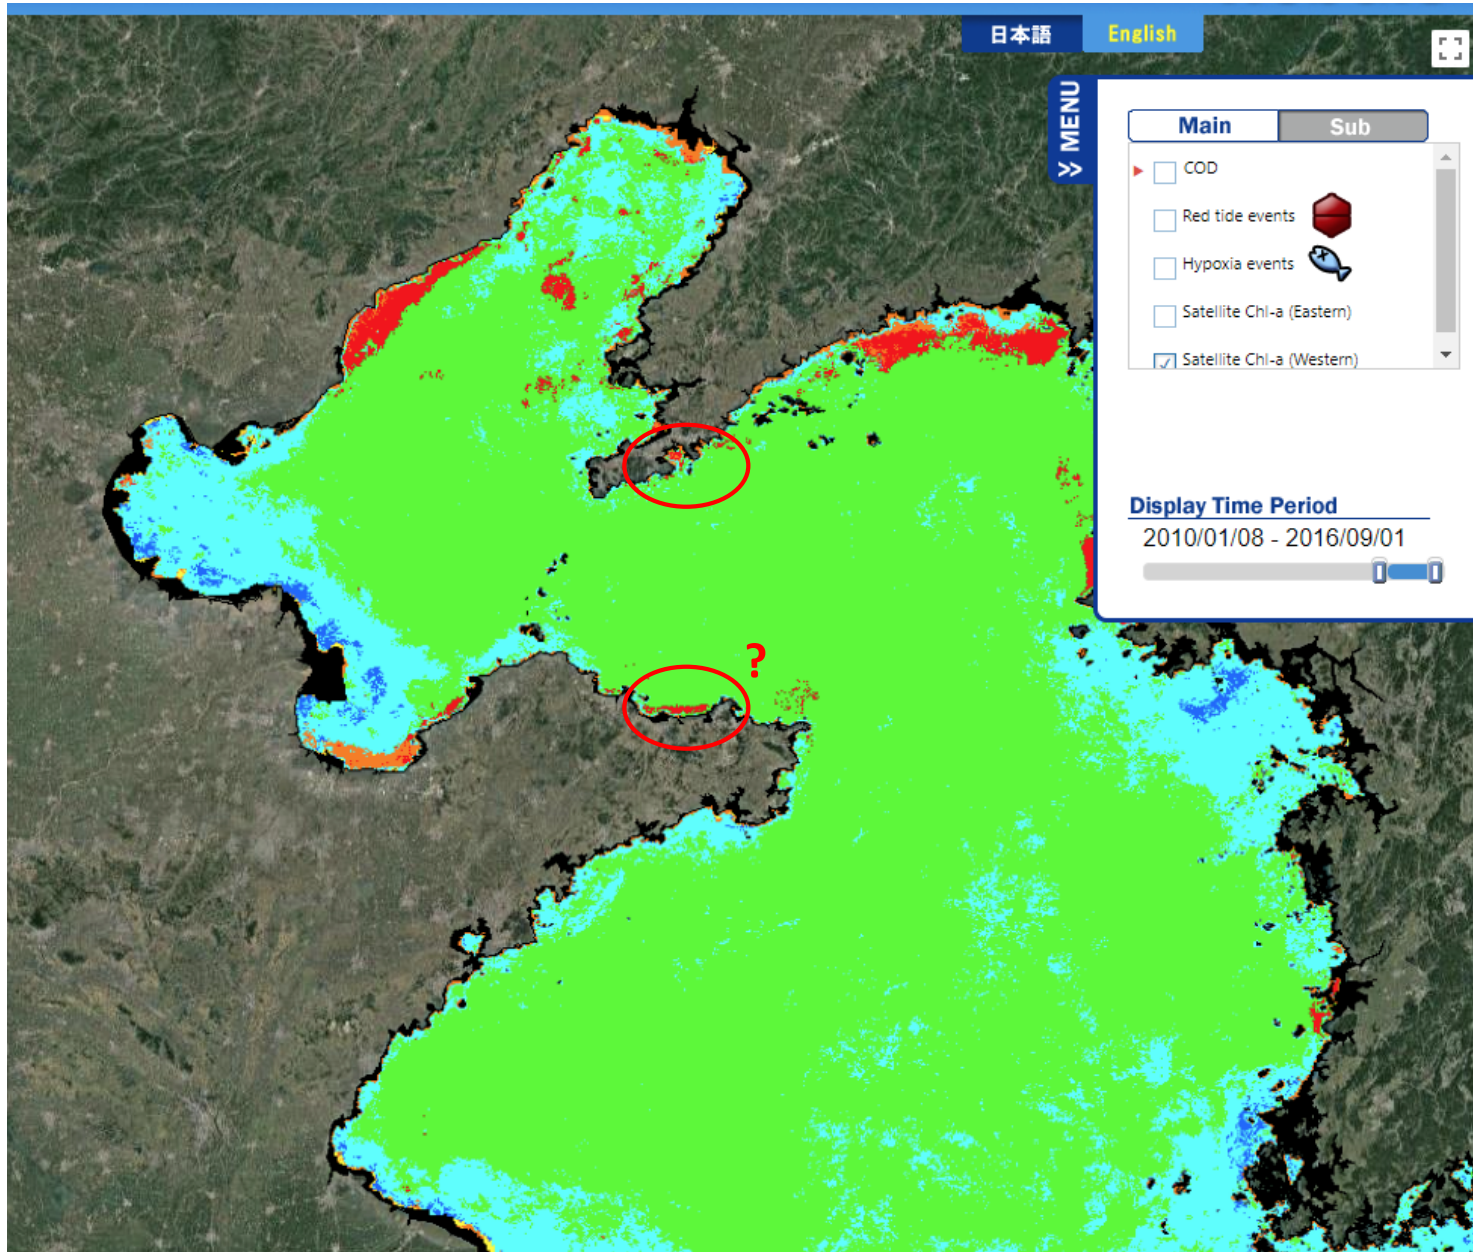 日本語 English
>> MENU
Main Sub
COD
Red tide events
Hypoxia events
Satellite Chl-a (Eastern)
Satellite Chl-a (Western)
Display Time Period
2010/01/08 - 2016/09/01
?